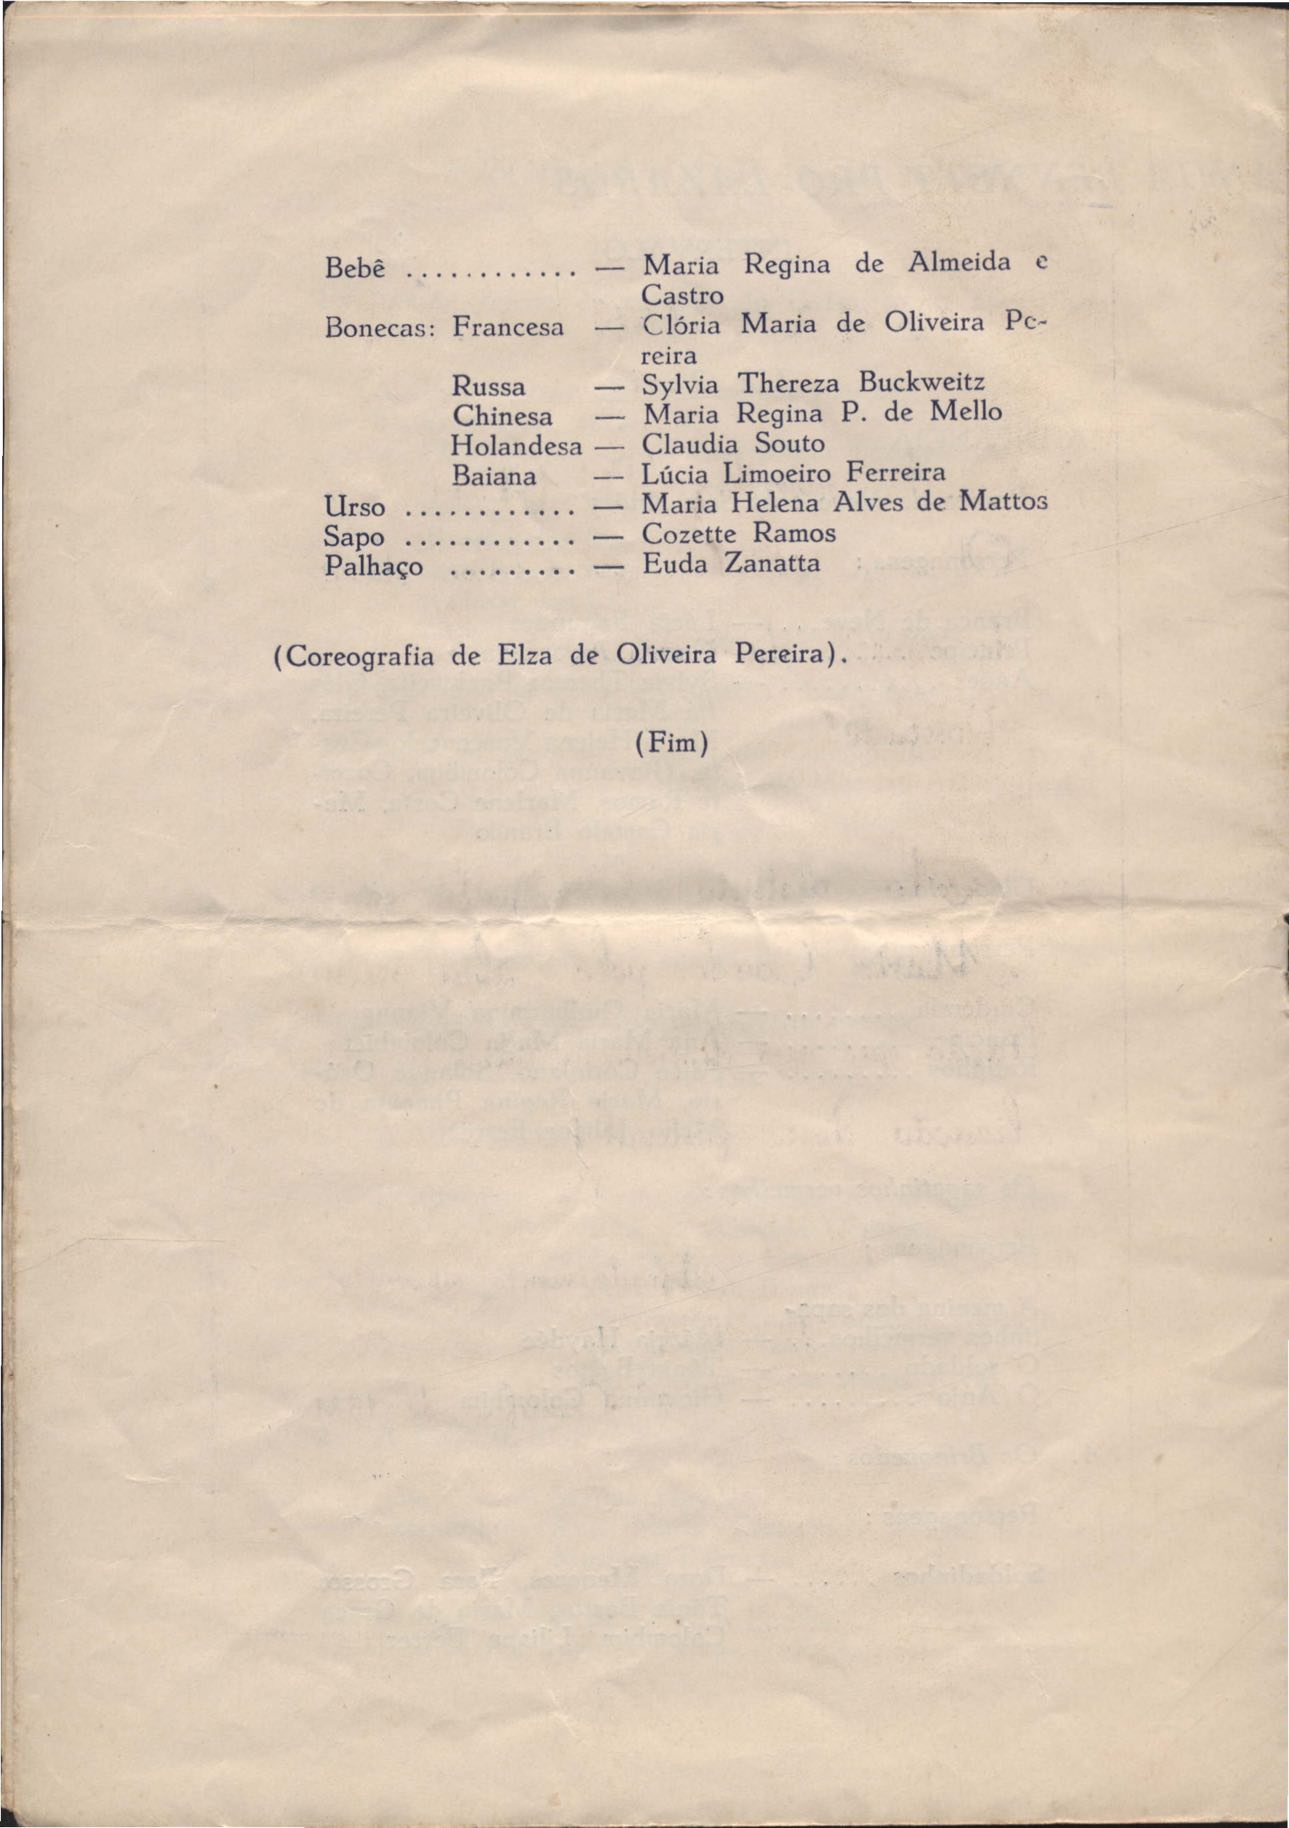 Bebê ............ — Maria Regina de Almeida e
Castro
Bonecas: Francesa — Clória Maria de Oliveira Pe-
reira
Russa — Sylvia Thereza Buckweitz
Chinesa — Maria Regina P. de Mello
Holandesa — Claudia Souto
Baiana — Lúcia Limoeiro Ferreira
Urso ............ — Maria Helena Alves de Mattos
Sapo ............ — Cozette Ramos
Palhaço ......... — Euda Zanatta
(Coreografia de Elza de Oliveira Pereira).
(Fim)